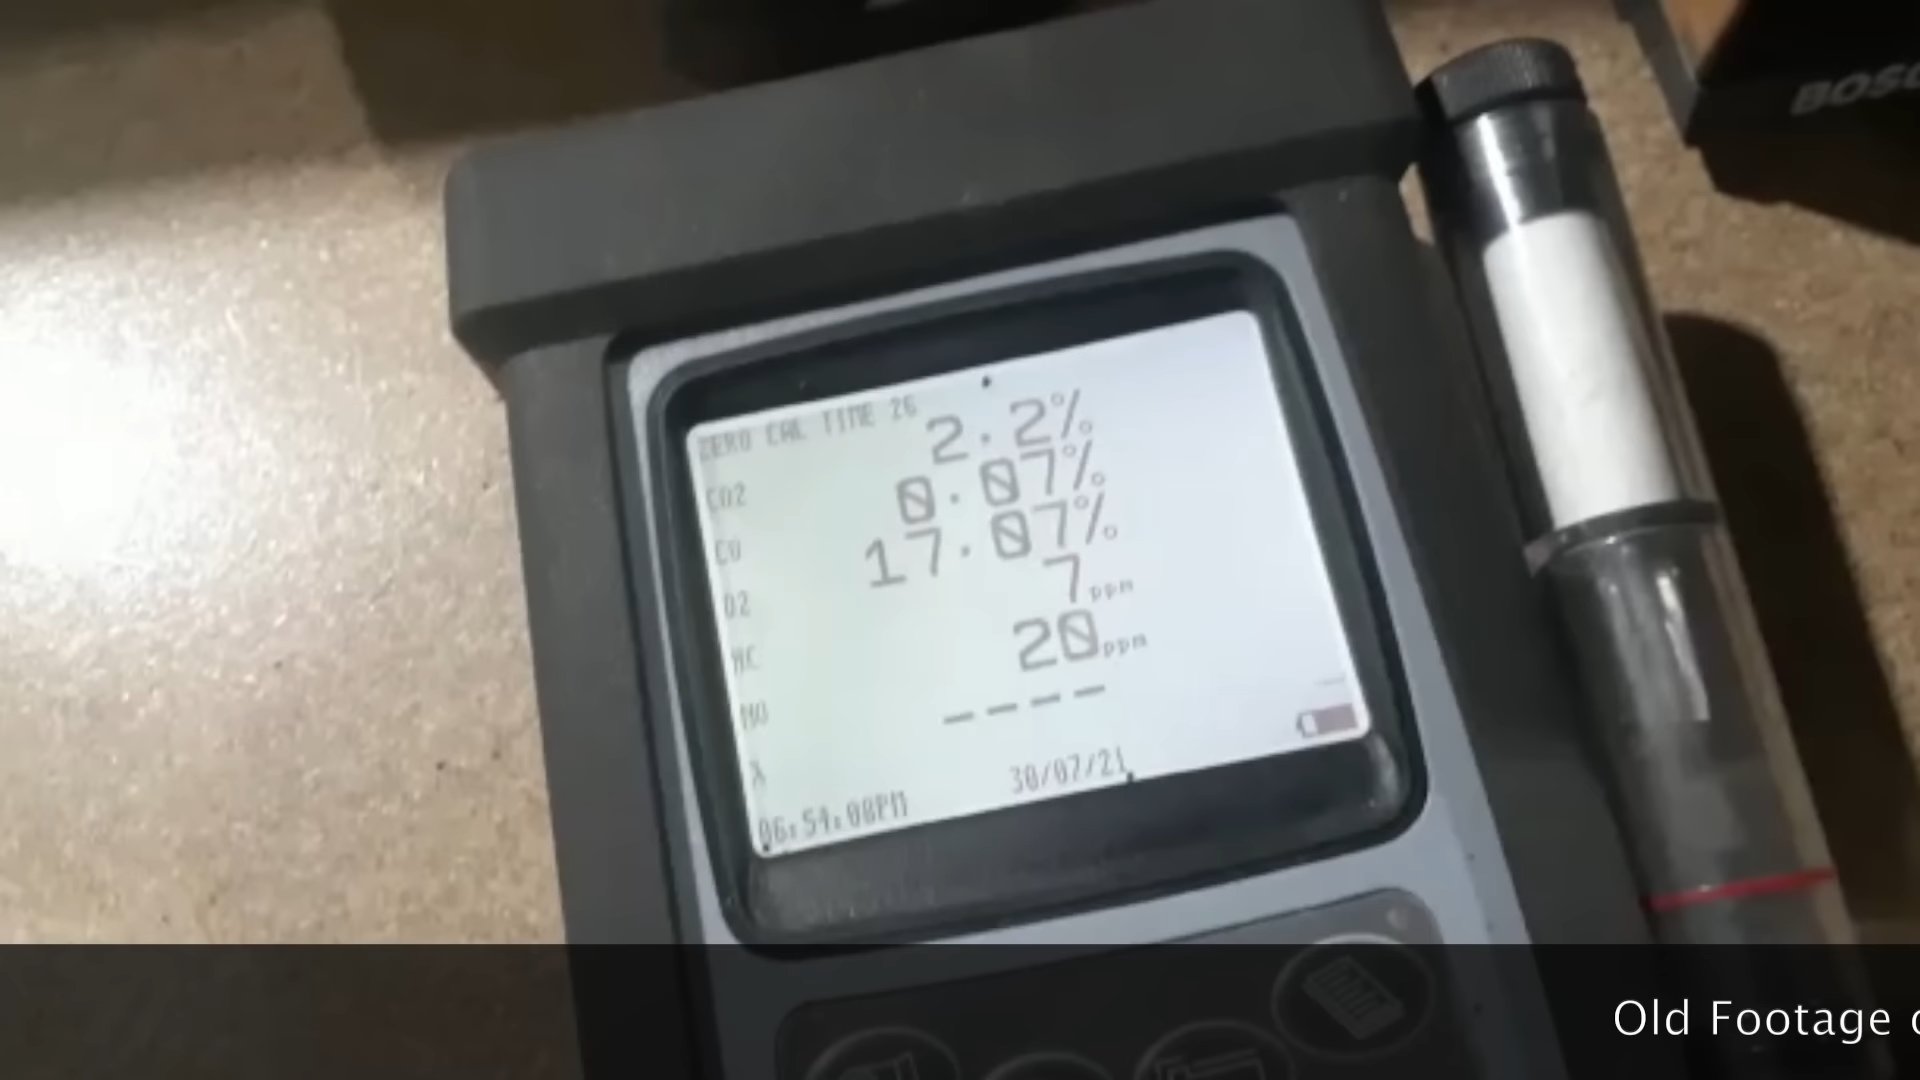 BOSC
ZERO CAL TIME 26
CO2 2.2%
CO 0.07%
O2 17.07%
HC 7ppm
NO 20ppm
λ ----
06:54:08PM 30/07/21
Old Footage